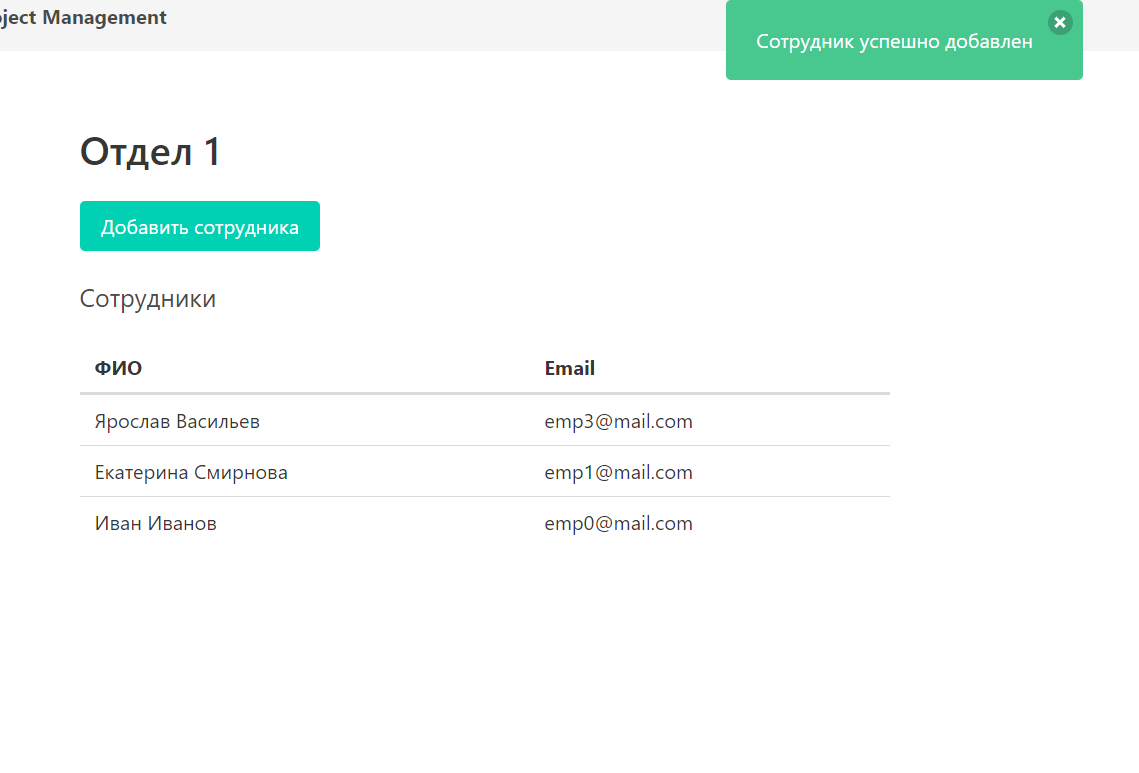 Management
Сотрудник успешно добавлен
Отдел 1
Добавить сотрудника
Сотрудники
ФИО Email
Ярослав Васильев emp3@mail.com
Екатерина Смирнова emp1@mail.com
Иван Иванов emp0@mail.com